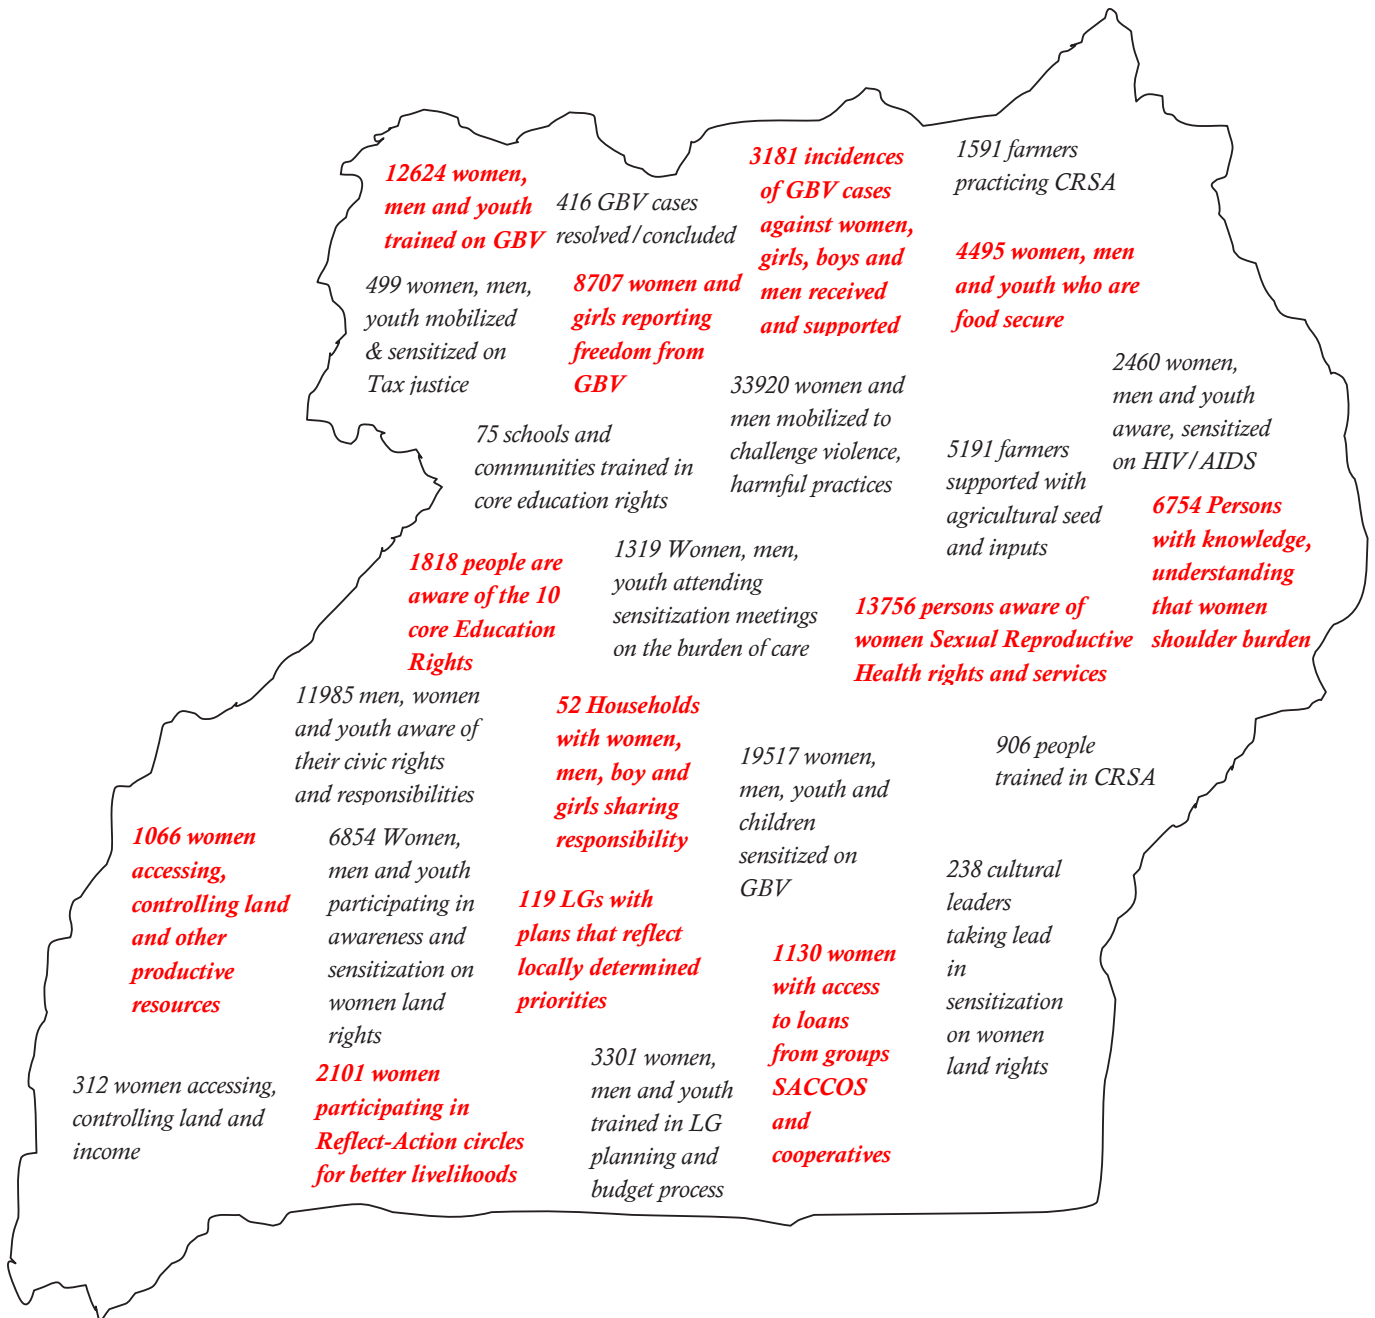 12624 women,
men and youth
trained on GBV
416 GBV cases
resolved/concluded
3181 incidences
of GBV cases
against women,
girls, boys and
men received
and supported
1591 farmers
practicing CRSA
4495 women, men
and youth who are
food secure
499 women, men,
youth mobilized
& sensitized on
Tax justice
8707 women and
girls reporting
freedom from
GBV
33920 women and
men mobilized to
challenge violence,
harmful practices
2460 women,
men and youth
aware, sensitized
on HIV/AIDS
75 schools and
communities trained in
core education rights
5191 farmers
supported with
agricultural seed
and inputs
6754 Persons
with knowledge,
understanding
that women
shoulder burden
1818 people are
aware of the 10
core Education
Rights
1319 Women, men,
youth attending
sensitization meetings
on the burden of care
13756 persons aware of
women Sexual Reproductive
Health rights and services
11985 men, women
and youth aware of
their civic rights
and responsibilities
52 Households
with women,
men, boy and
girls sharing
responsibility
19517 women,
men, youth and
children
sensitized on
GBV
906 people
trained in CRSA
1066 women
accessing,
controlling land
and other
productive
resources
6854 Women,
men and youth
participating in
awareness and
sensitization on
women land
rights
119 LGs with
plans that reflect
locally determined
priorities
1130 women
with access
to loans
from groups
SACCOS
and
cooperatives
238 cultural
leaders
taking lead
in
sensitization
on women
land rights
312 women accessing,
controlling land and
income
2101 women
participating in
Reflect-Action circles
for better livelihoods
3301 women,
men and youth
trained in LG
planning and
budget process